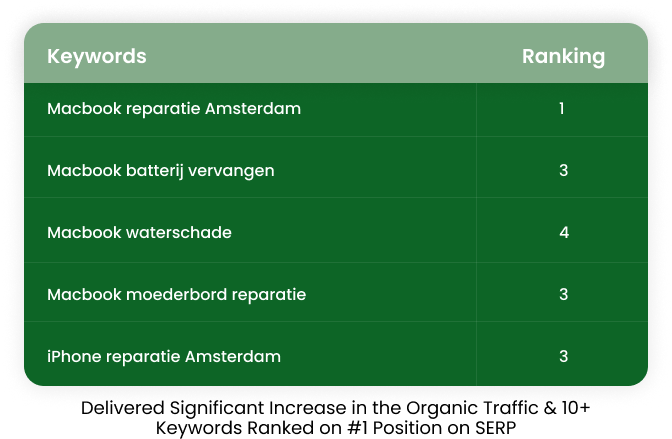 Keywords Ranking
Macbook reparatie Amsterdam 1
Macbook batterij vervangen 3
Macbook waterschade 4
Macbook moederbord reparatie 3
iPhone reparatie Amsterdam 3
Delivered Significant Increase in the Organic Traffic & 10+
Keywords Ranked on #1 Position on SERP